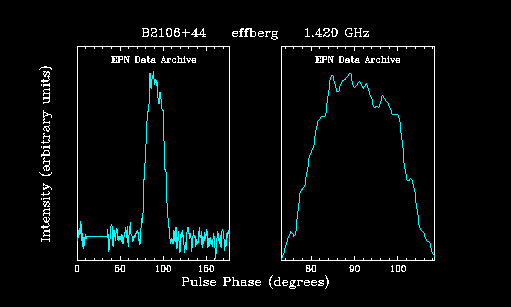 B2106+44 effberg 1.420 GHz
EPN Data Archive EPN Data Archive
Intensity (arbitrary units)
0 50 100 150 80 90 100
Pulse Phase (degrees)